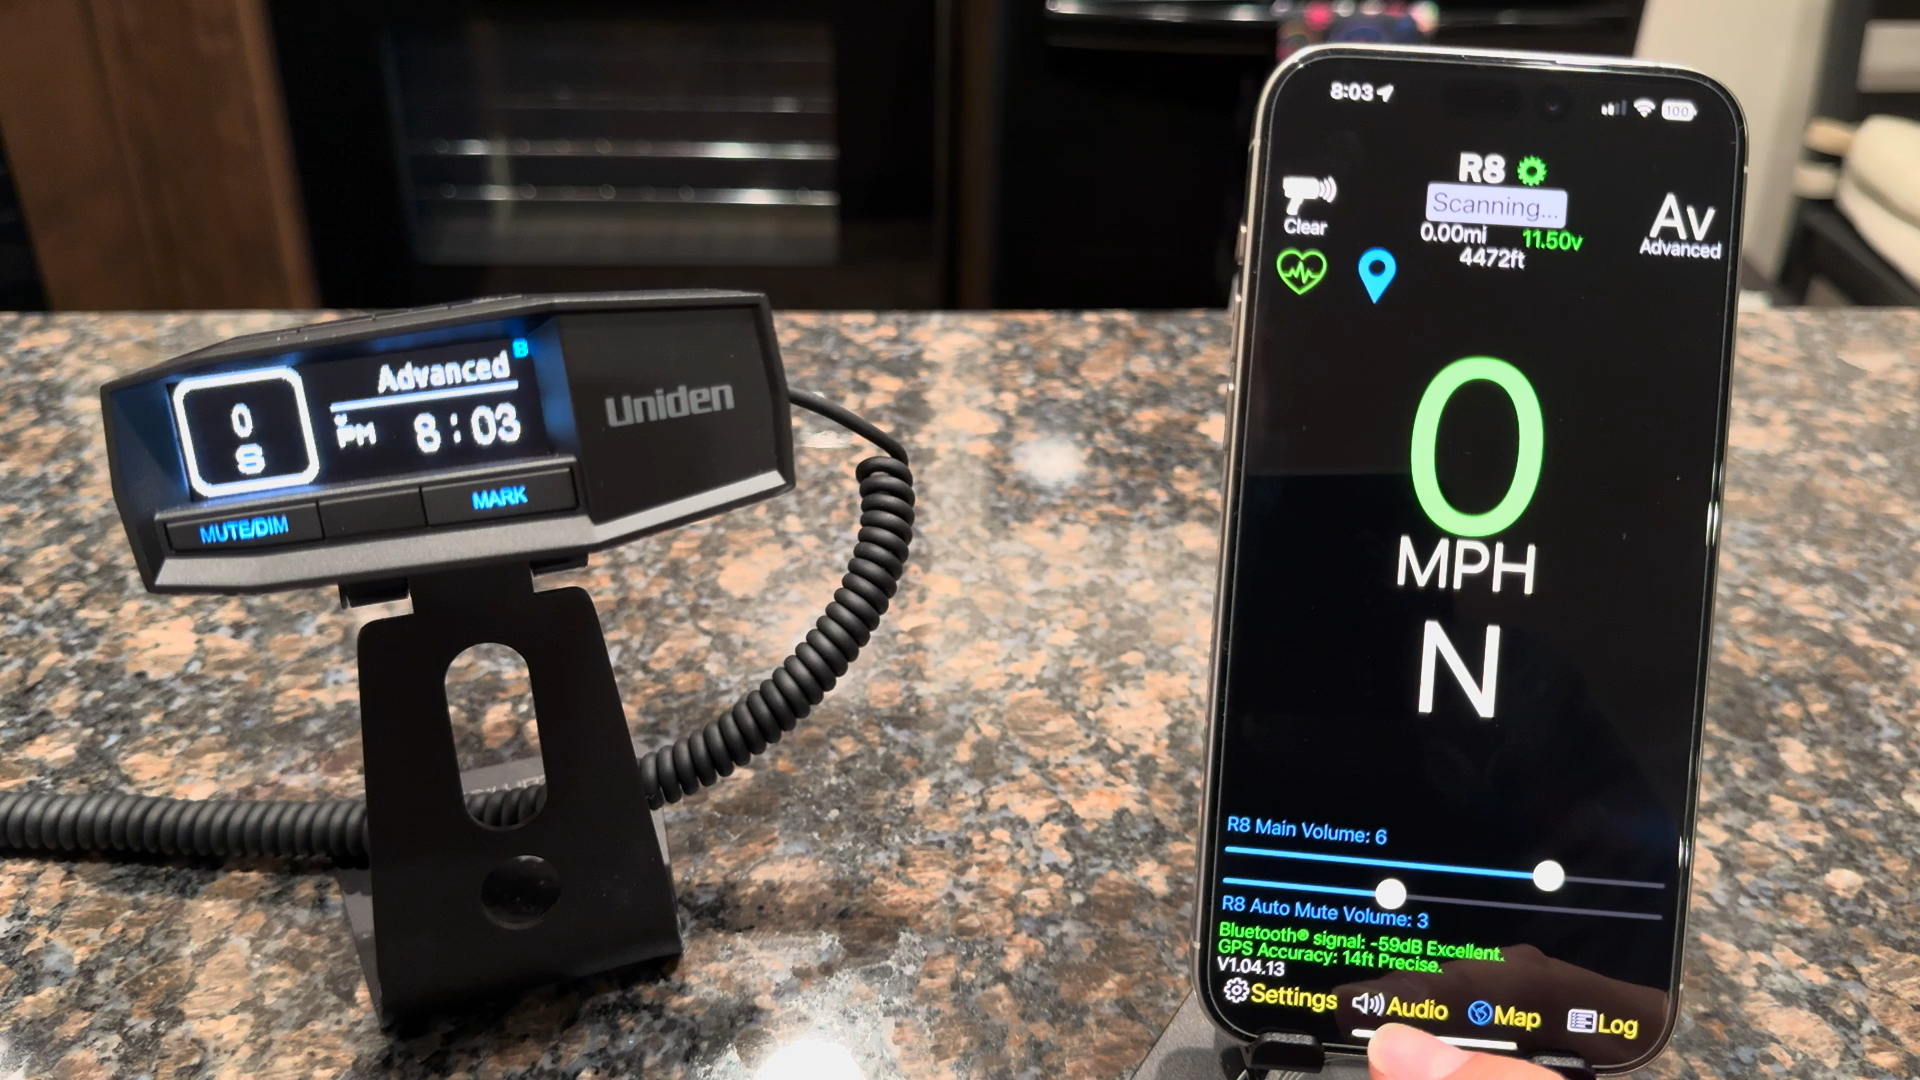 Advanced B
0
S
PM 8:03
Uniden
MUTE/DIM
MARK
8:03
100
R8
Scanning...
Clear
0.00mi 11.50v
4472ft
Av
Advanced
0
MPH
N
R8 Main Volume: 6
R8 Auto Mute Volume: 3
Bluetooth® signal: -59dB Excellent.
GPS Accuracy: 14ft Precise.
V1.04.13
Settings Audio Map Log